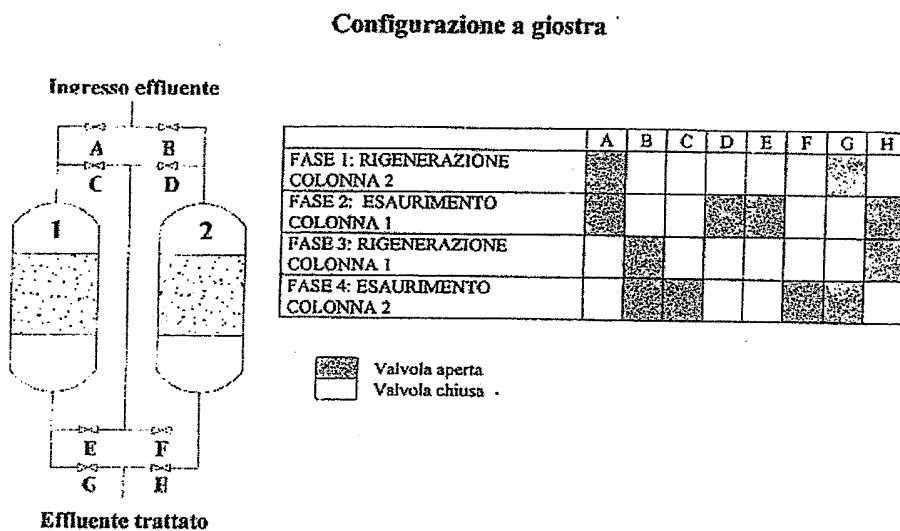 Configurazione a giostra
Ingresso effluente
A B
C D
1 2
E F
G H
Effluente trattato
A B C D E F G H
FASE 1: RIGENERAZIONE
COLONNA 2
FASE 2: ESAURIMENTO
COLONNA 1
FASE 3: RIGENERAZIONE
COLONNA 1
FASE 4: ESAURIMENTO
COLONNA 2
Valvola aperta
Valvola chiusa